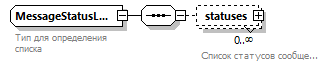 MessageStatusL...
statuses
0..∞
Тип для определения
списка
Список статусов сообще...